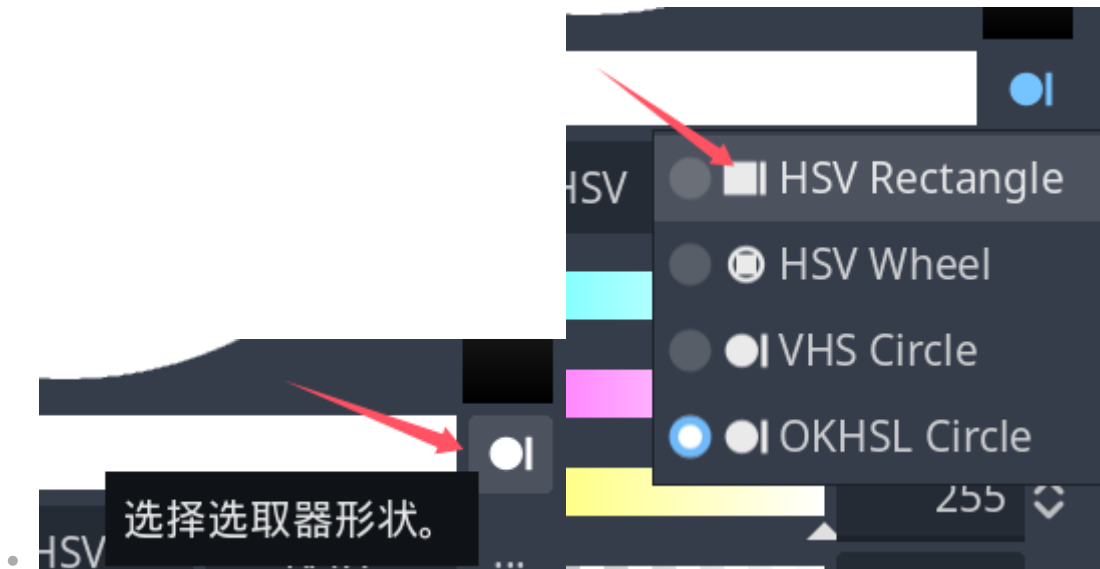 选择选取器形状。
HSV
...
HSV
HSV Rectangle
HSV Wheel
VHS Circle
OKHSL Circle
255